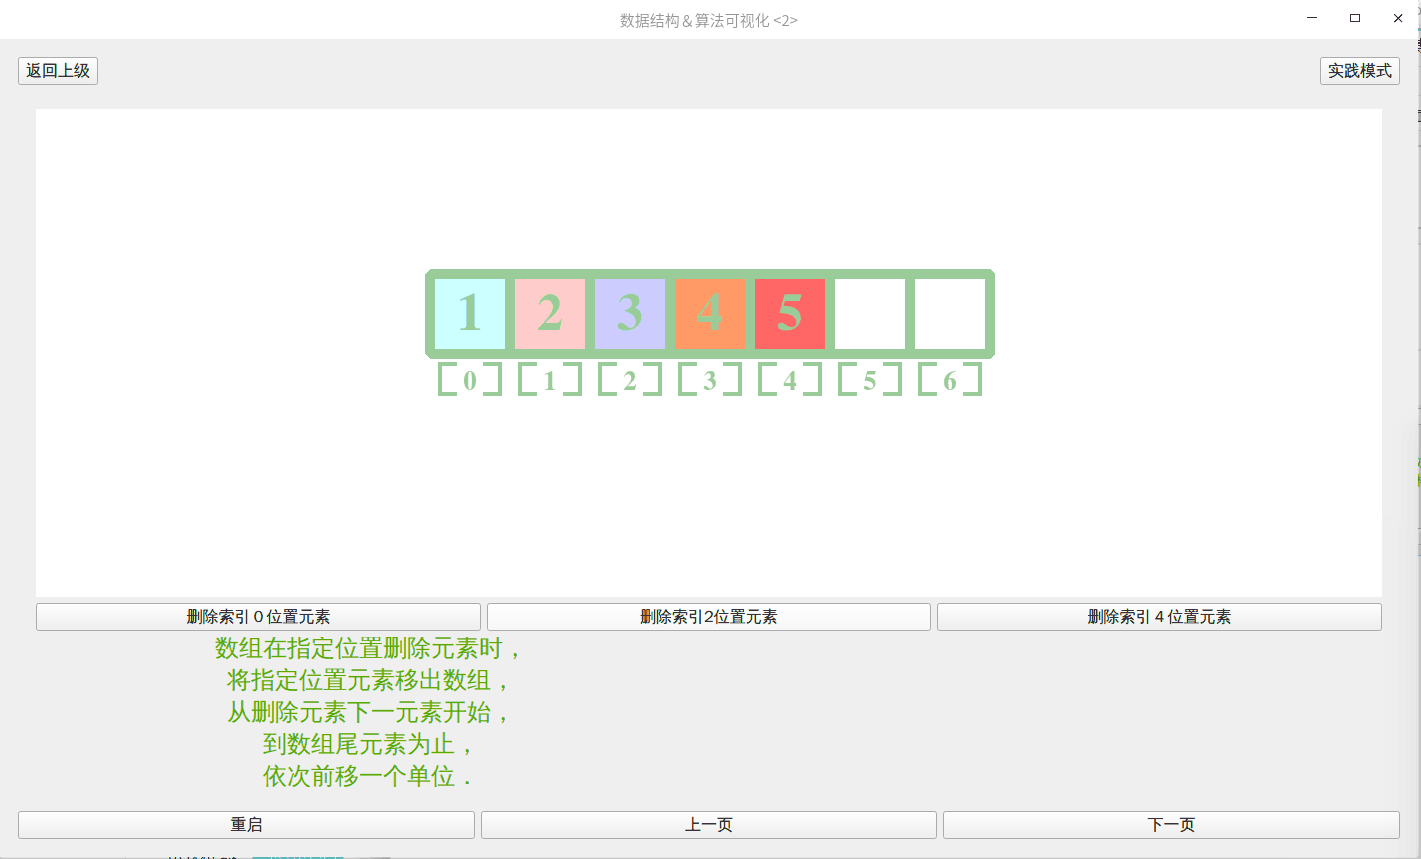 数据结构＆算法可视化 <2>
返回上级
实践模式
1 2 3 4 5
[0] [1] [2] [3] [4] [5] [6]
删除索引０位置元素
删除索引2位置元素
删除索引４位置元素
数组在指定位置删除元素时，
将指定位置元素移出数组，
从删除元素下一元素开始，
到数组尾元素为止，
依次前移一个单位．
重启
上一页
下一页